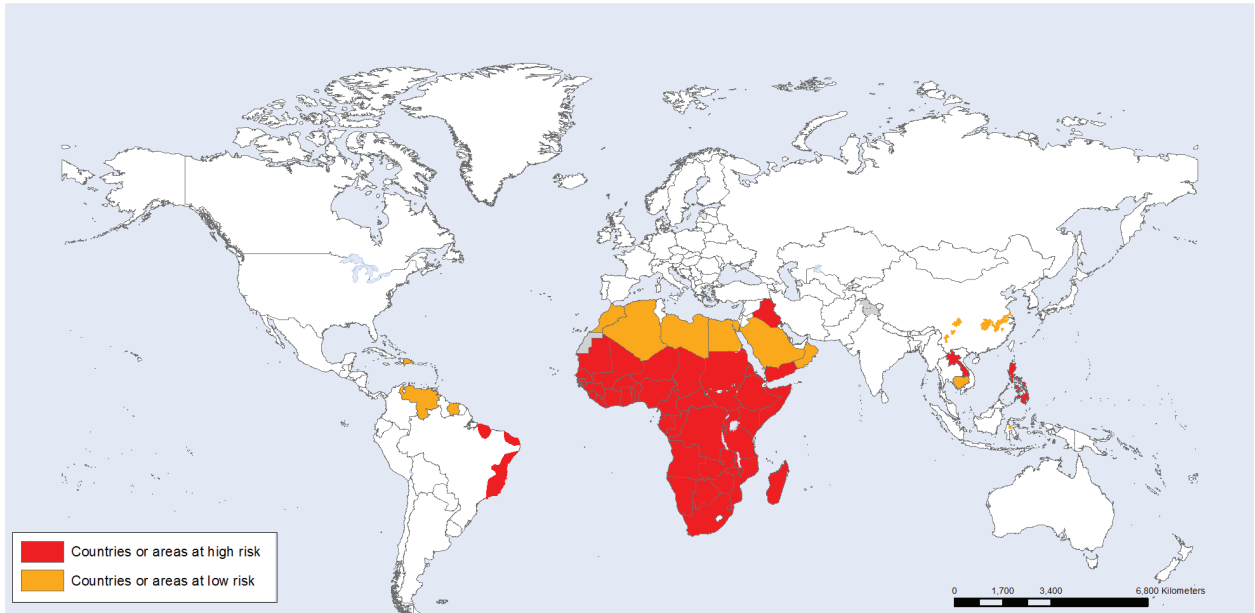 Countries or areas at high risk
Countries or areas at low risk
0 1,700 3,400 6,800 Kilometers